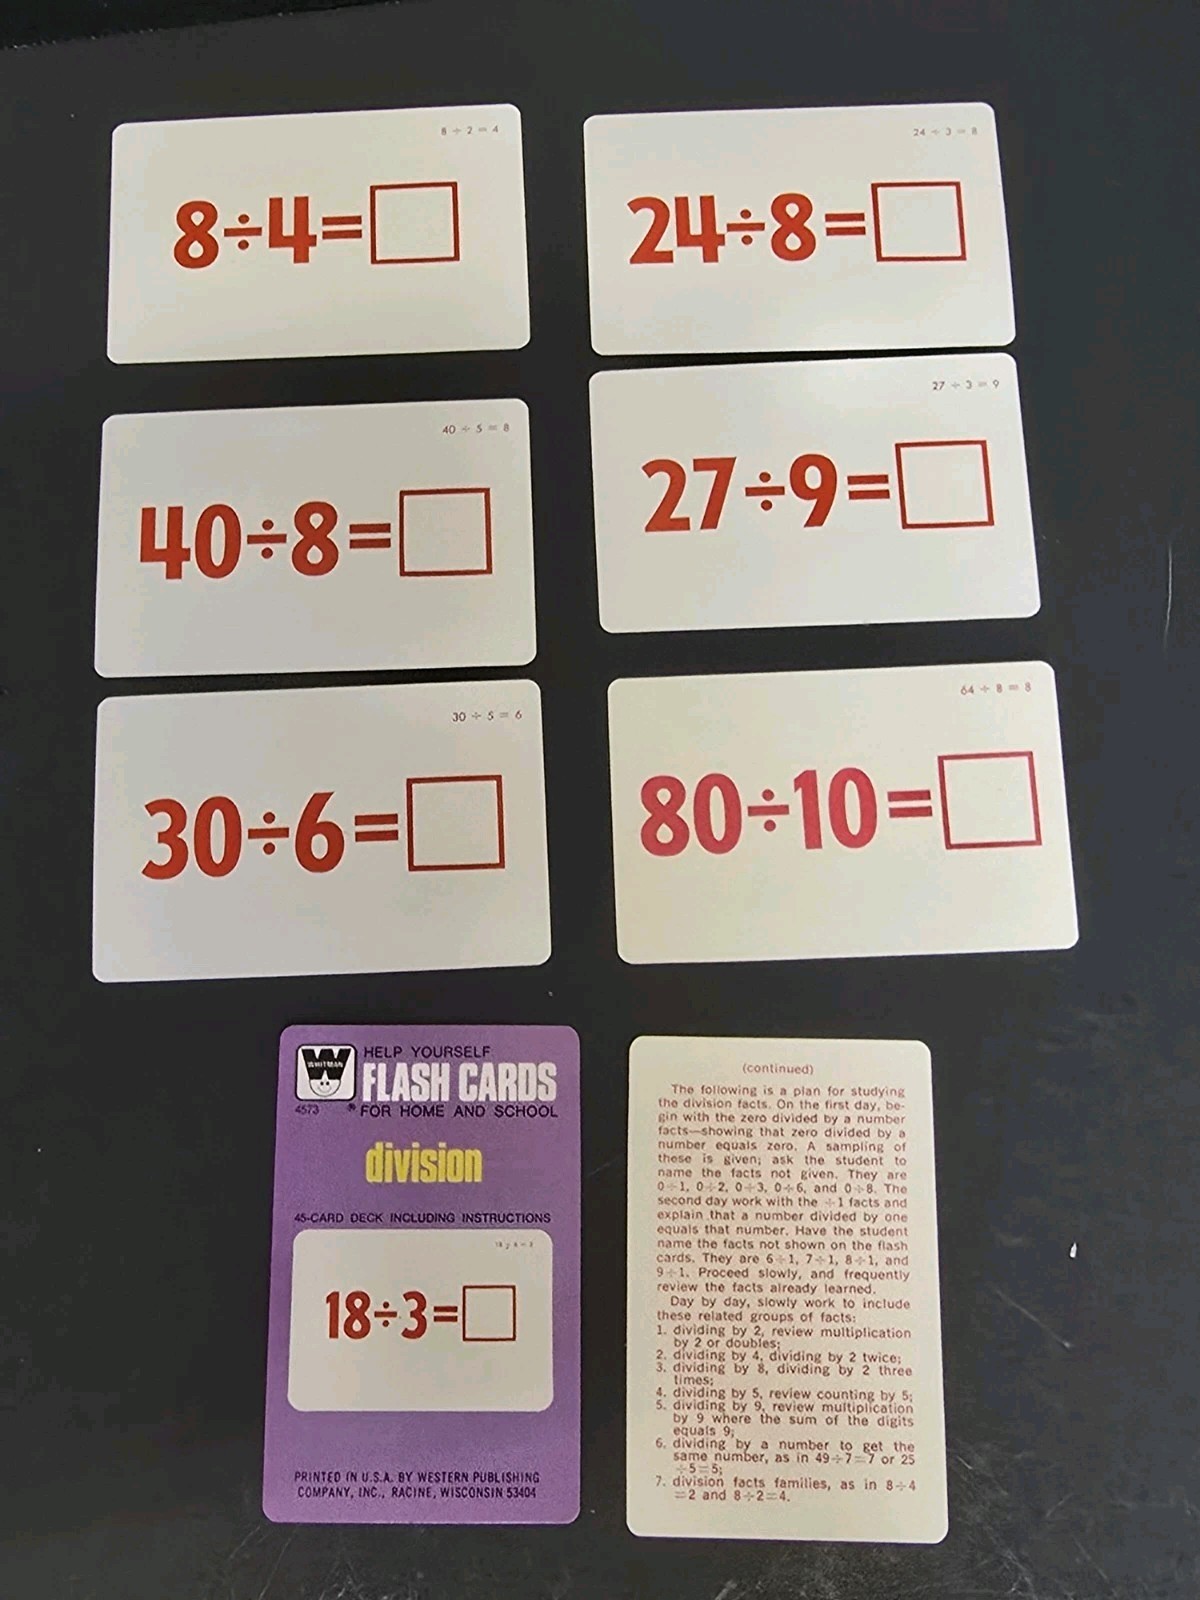 8 ÷ 2 = 4
8÷4=
24 ÷ 3 = 8
24÷8=
40 ÷ 5 = 8
40÷8=
27 ÷ 3 = 9
27÷9=
30 ÷ 5 = 6
30÷6=
64 ÷ 8 = 8
80÷10=
W
WHITMAN
4573
HELP YOURSELF
FLASH CARDS
® FOR HOME AND SCHOOL
division
45-CARD DECK INCLUDING INSTRUCTIONS
18÷3=
PRINTED IN U.S.A. BY WESTERN PUBLISHING
COMPANY, INC., RACINE, WISCONSIN 53404
(continued)
The following is a plan for studying
the division facts. On the first day, be-
gin with the zero divided by a number
facts—showing that zero divided by a
number equals zero. A sampling of
these is given; ask the student to
name the facts not given. They are
0÷1, 0÷2, 0÷3, 0÷6, and 0÷8. The
second day work with the ÷1 facts and
explain that a number divided by one
equals that number. Have the student
name the facts not shown on the flash
cards. They are 6÷1, 7÷1, 8÷1, and
9÷1. Proceed slowly, and frequently
review the facts already learned.
Day by day, slowly work to include
these related groups of facts:
1. dividing by 2, review multiplication
by 2 or doubles;
2. dividing by 4, dividing by 2 twice;
3. dividing by 8, dividing by 2 three
times;
4. dividing by 5, review counting by 5;
5. dividing by 9, review multiplication
by 9 where the sum of the digits
equals 9;
6. dividing by a number to get the
same number, as in 49÷7=7 or 25
÷5=5;
7. division facts families, as in 8÷4
=2 and 8÷2=4.